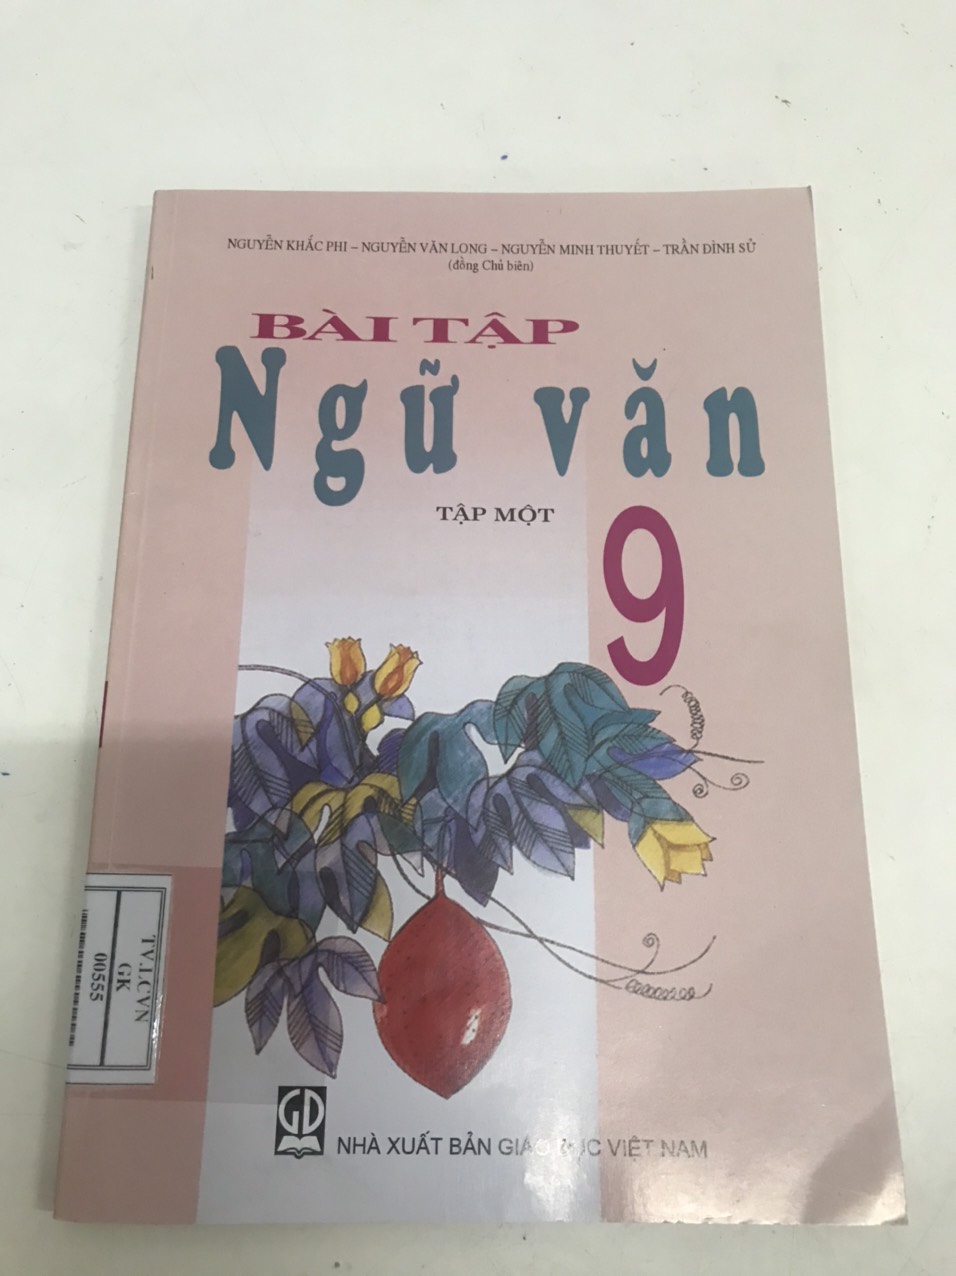 NGUYỄN KHẮC PHI – NGUYỄN VĂN LONG – NGUYỄN MINH THUYẾT – TRẦN ĐÌNH SỬ
(đồng Chủ biên)
BÀI TẬP
Ngữ văn
TẬP MỘT
9
TV.LCVN
GK
00555
GD
NHÀ XUẤT BẢN GIÁO DỤC VIỆT NAM